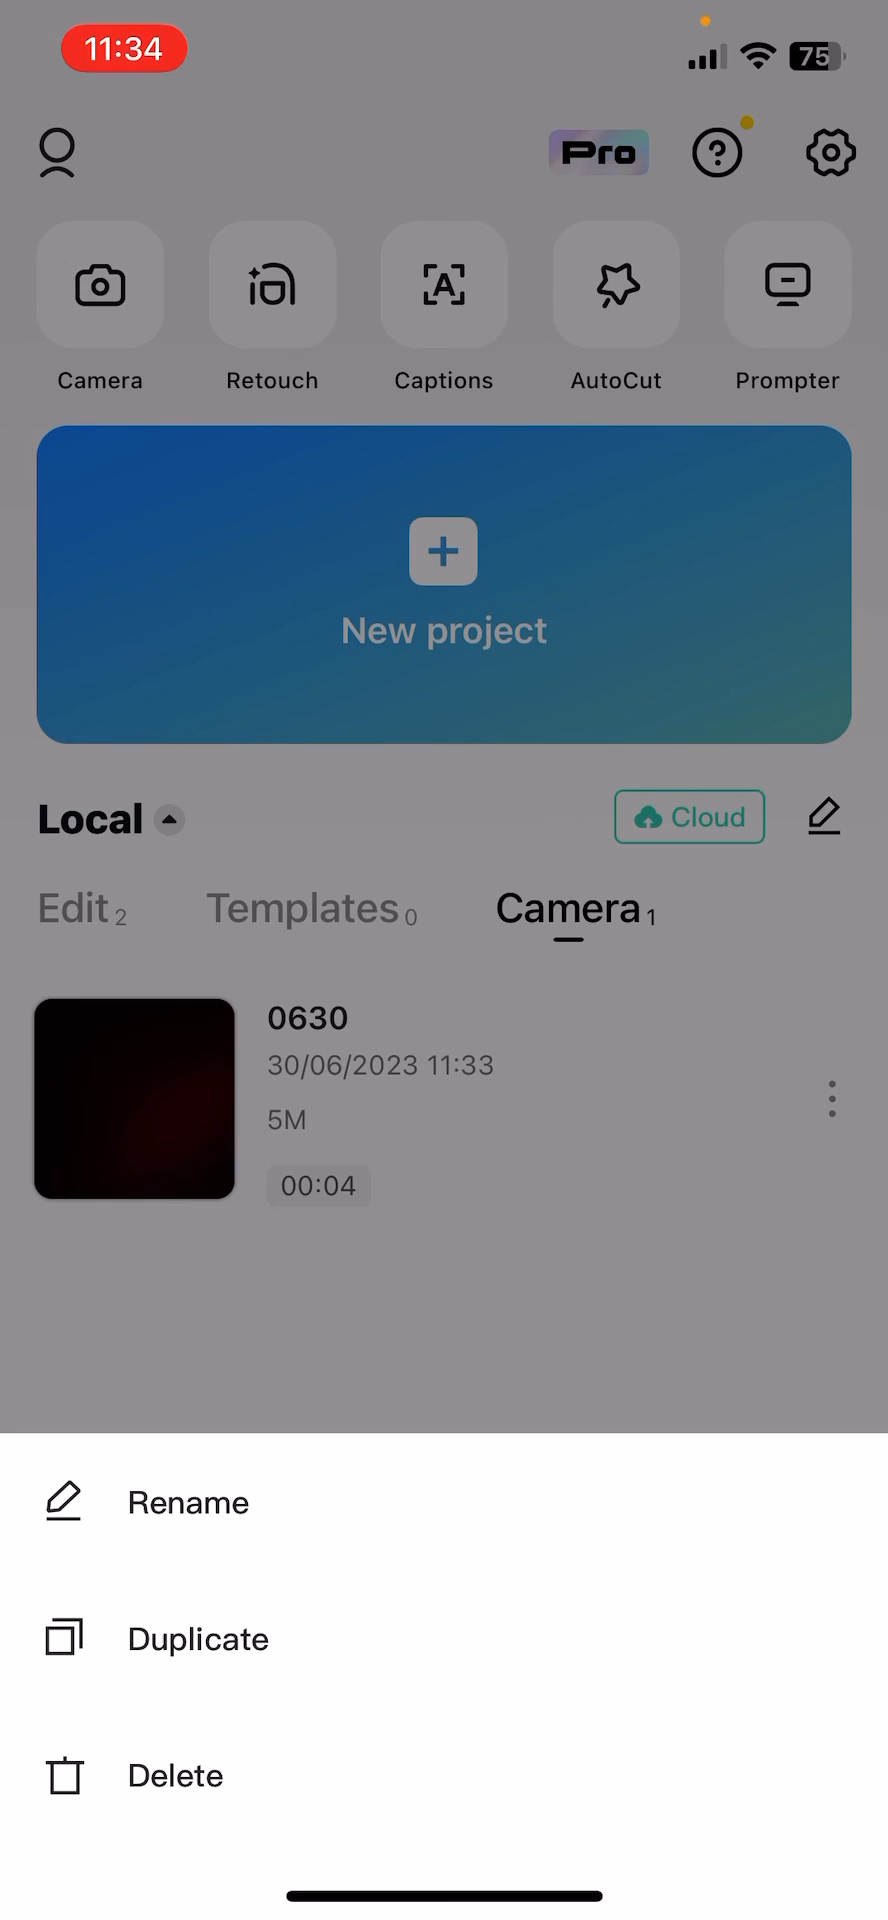 11:34
75
Pro
Camera
Retouch
Captions
AutoCut
Prompter
New project
Local
Cloud
Edit 2
Templates 0
Camera 1
0630
30/06/2023 11:33
5M
00:04
Rename
Duplicate
Delete